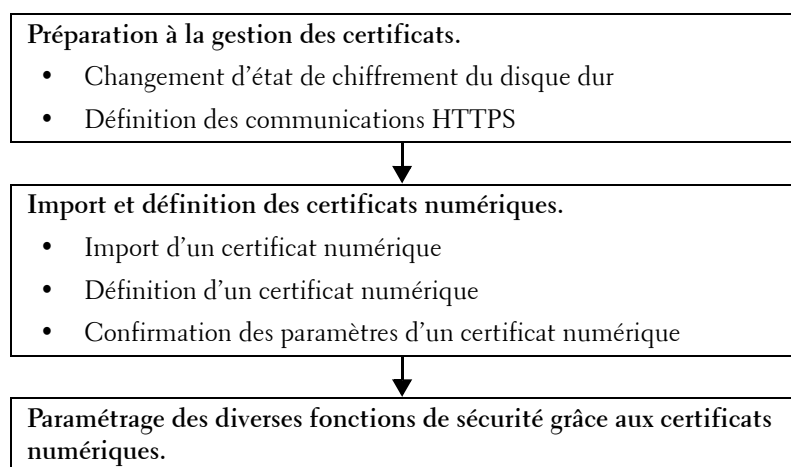 Préparation à la gestion des certificats.
• Changement d’état de chiffrement du disque dur
• Définition des communications HTTPS
Import et définition des certificats numériques.
• Import d’un certificat numérique
• Définition d’un certificat numérique
• Confirmation des paramètres d’un certificat numérique
Paramétrage des diverses fonctions de sécurité grâce aux certificats
numériques.